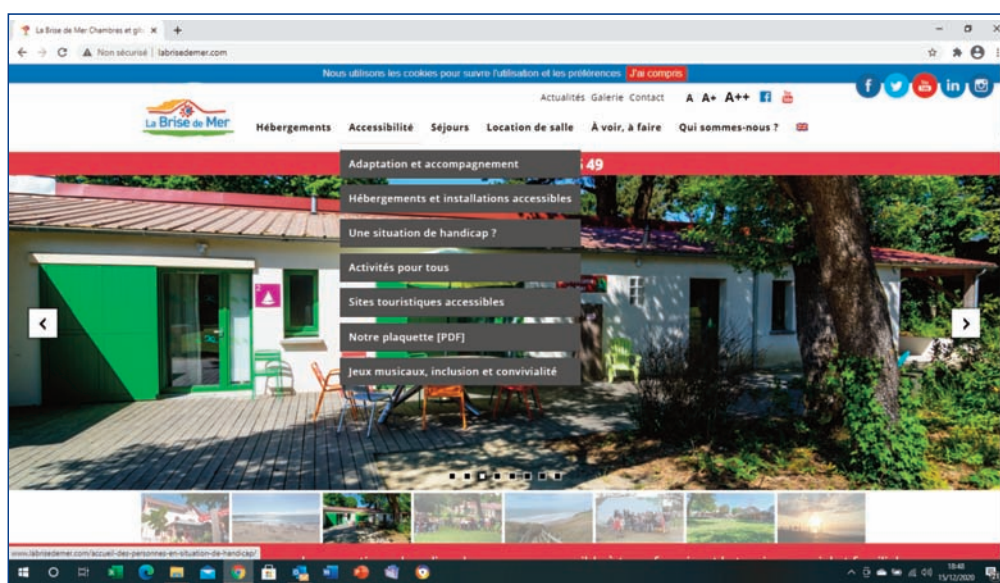 La Brise de Mer Chambres et gît
Non sécurisé | labrisedemer.com
Nous utilisons les cookies pour suivre l'utilisation et les préférences J'ai compris
Actualités Galerie Contact A A+ A++
La Brise de Mer
Hébergements Accessibilité Séjours Location de salle À voir, à faire Qui sommes-nous ?
49
Adaptation et accompagnement
Hébergements et installations accessibles
Une situation de handicap ?
Activités pour tous
Sites touristiques accessibles
Notre plaquette [PDF]
Jeux musicaux, inclusion et convivialité
2
www.labrisedemer.com/accueil-des-personnes-en-situation-de-handicap/
18:48
15/12/2020